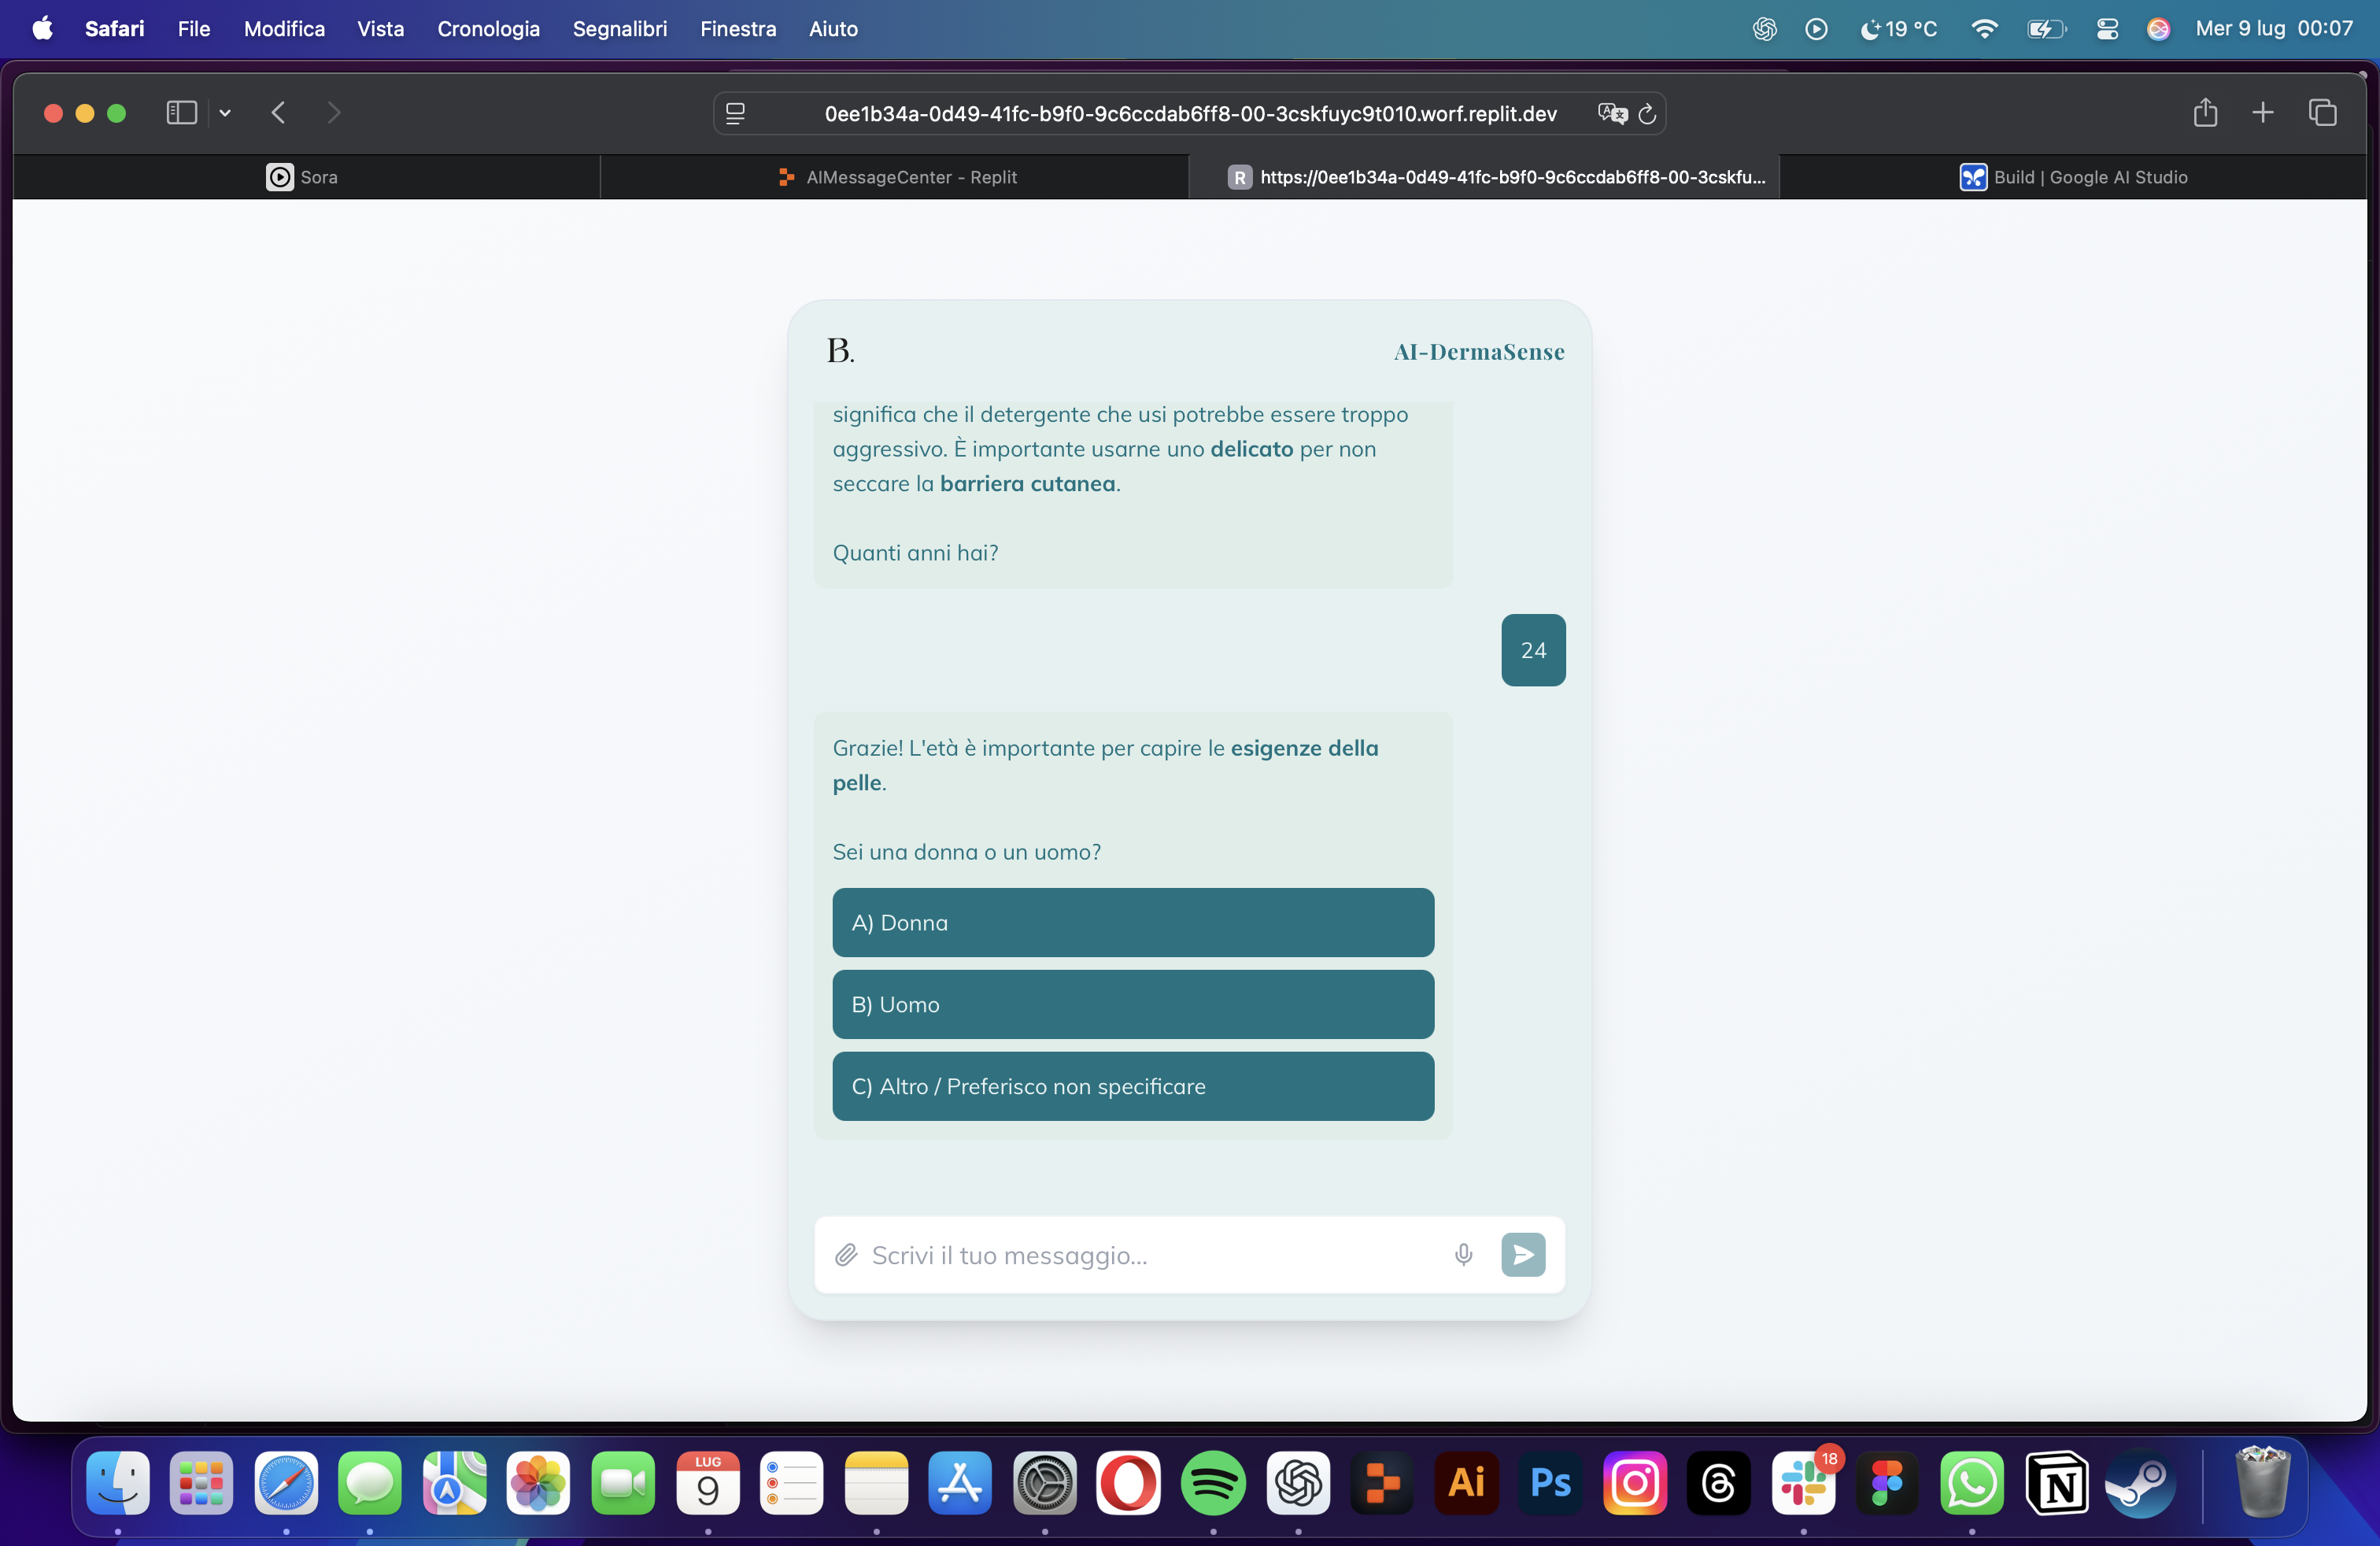 Safari File Modifica Vista Cronologia Segnalibri Finestra Aiuto 19 °C Mer 9 lug 00:07
0ee1b34a-0d49-41fc-b9f0-9c6ccdab6ff8-00-3cskfuyc9t010.worf.replit.dev
Sora AIMessageCenter - Replit R https://0ee1b34a-0d49-41fc-b9f0-9c6ccdab6ff8-00-3cskfu... Build | Google AI Studio
B. AI-DermaSense
significa che il detergente che usi potrebbe essere troppo
aggressivo. È importante usarne uno delicato per non
seccare la barriera cutanea.
Quanti anni hai?
24
Grazie! L'età è importante per capire le esigenze della
pelle.
Sei una donna o un uomo?
A) Donna
B) Uomo
C) Altro / Preferisco non specificare
Scrivi il tuo messaggio...
LUG
9
Ai
Ps
18
N